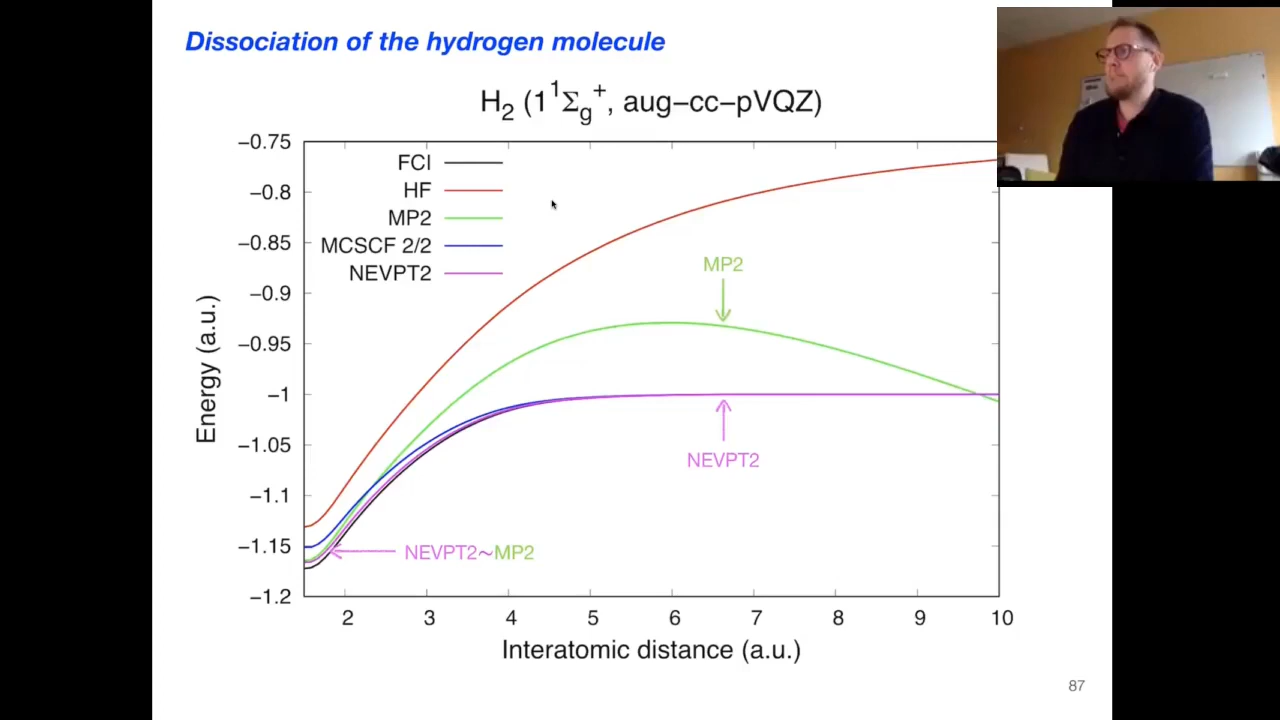 Dissociation of the hydrogen molecule
H₂ (1¹Σg⁺, aug−cc−pVQZ)
Energy (a.u.)
−0.75
−0.8
−0.85
−0.9
−0.95
−1
−1.05
−1.1
−1.15
−1.2
FCI
HF
MP2
MCSCF 2/2
NEVPT2
MP2
NEVPT2
NEVPT2~MP2
2 3 4 5 6 7 8 9 10
Interatomic distance (a.u.)
87